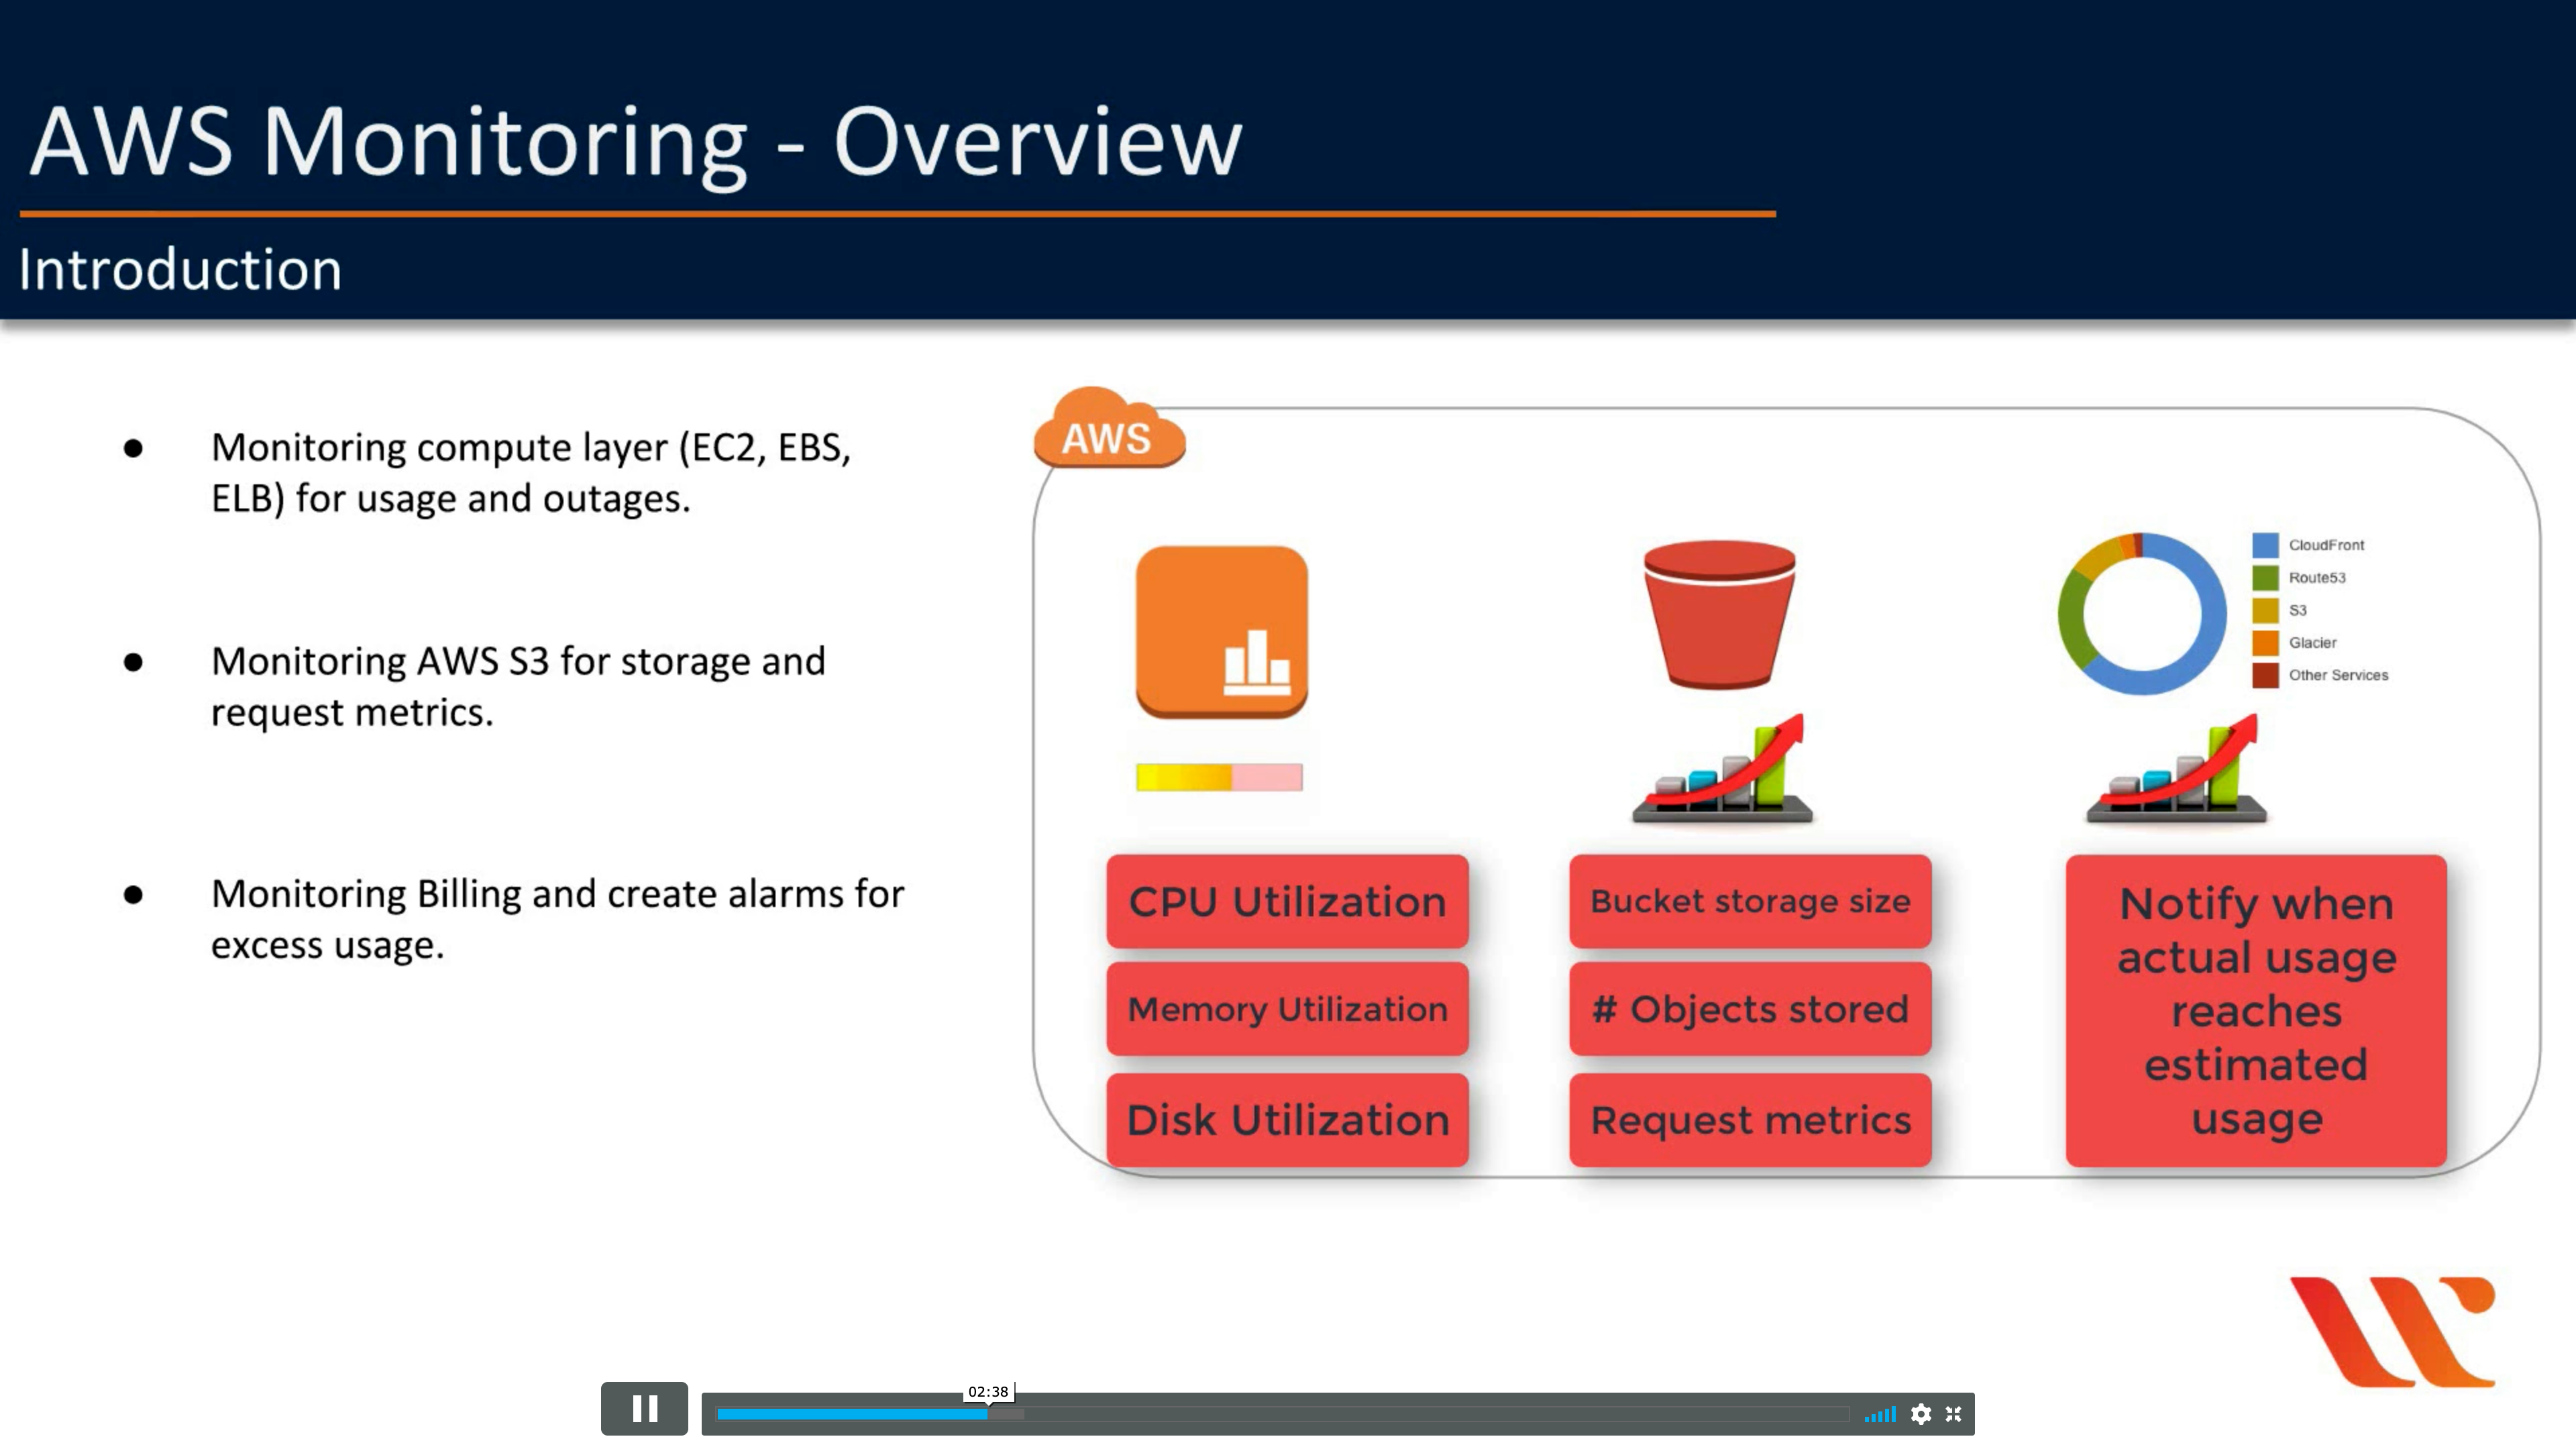 AWS Monitoring - Overview
Introduction
● Monitoring compute layer (EC2, EBS,
ELB) for usage and outages.
● Monitoring AWS S3 for storage and
request metrics.
● Monitoring Billing and create alarms for
excess usage.
AWS
CloudFront
Route53
S3
Glacier
Other Services
CPU Utilization
Memory Utilization
Disk Utilization
Bucket storage size
# Objects stored
Request metrics
Notify when
actual usage
reaches
estimated
usage
02:38